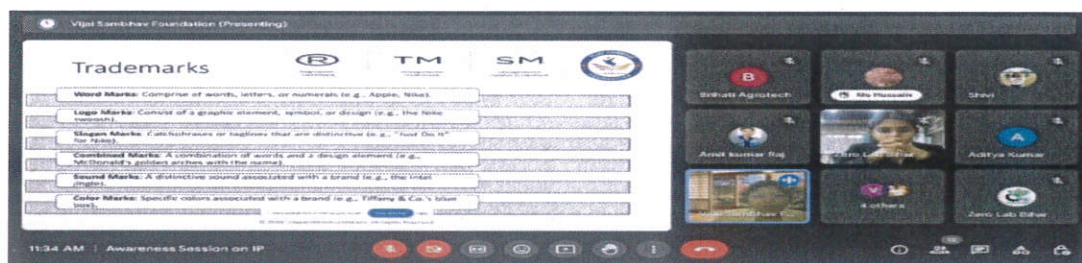 Vijai Sambhav Foundation (Presenting)
Trademarks
® TM SM
Word Marks: Comprise of words, letters, or numerals (e.g., Apple, Nike).
Logo Marks: Consist of a graphic element, symbol, or design (e.g., the Nike
swoosh).
Slogan Marks: Catchphrases or taglines that are distinctive (e.g., "Just Do It"
for Nike).
Combined Marks: A combination of words and a design element (e.g.,
McDonald's golden arches with the name).
Sound Marks: A distinctive sound associated with a brand (e.g., the Intel
jingle).
Color Marks: Specific colors associated with a brand (e.g., Tiffany & Co.'s blue
box).
B
Brihati Agrotech
Ms Hussain
Shivi
Amit kumar Raj
Zero Lab Bihar
A
Aditya Kumar
V
4 others
Zero Lab Bihar
11:34 AM | Awareness Session on IP